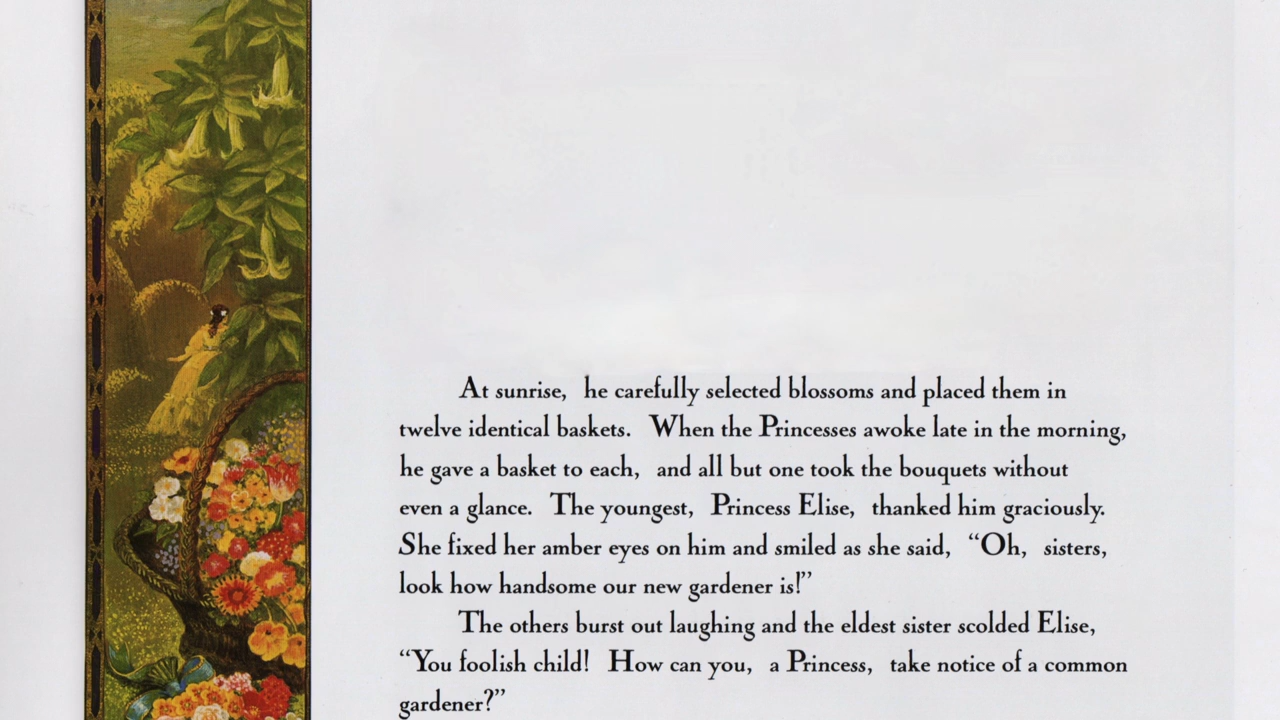 At sunrise, he carefully selected blossoms and placed them in
twelve identical baskets. When the Princesses awoke late in the morning,
he gave a basket to each, and all but one took the bouquets without
even a glance. The youngest, Princess Elise, thanked him graciously.
She fixed her amber eyes on him and smiled as she said, “Oh, sisters,
look how handsome our new gardener is!”
The others burst out laughing and the eldest sister scolded Elise,
“You foolish child! How can you, a Princess, take notice of a common
gardener?”